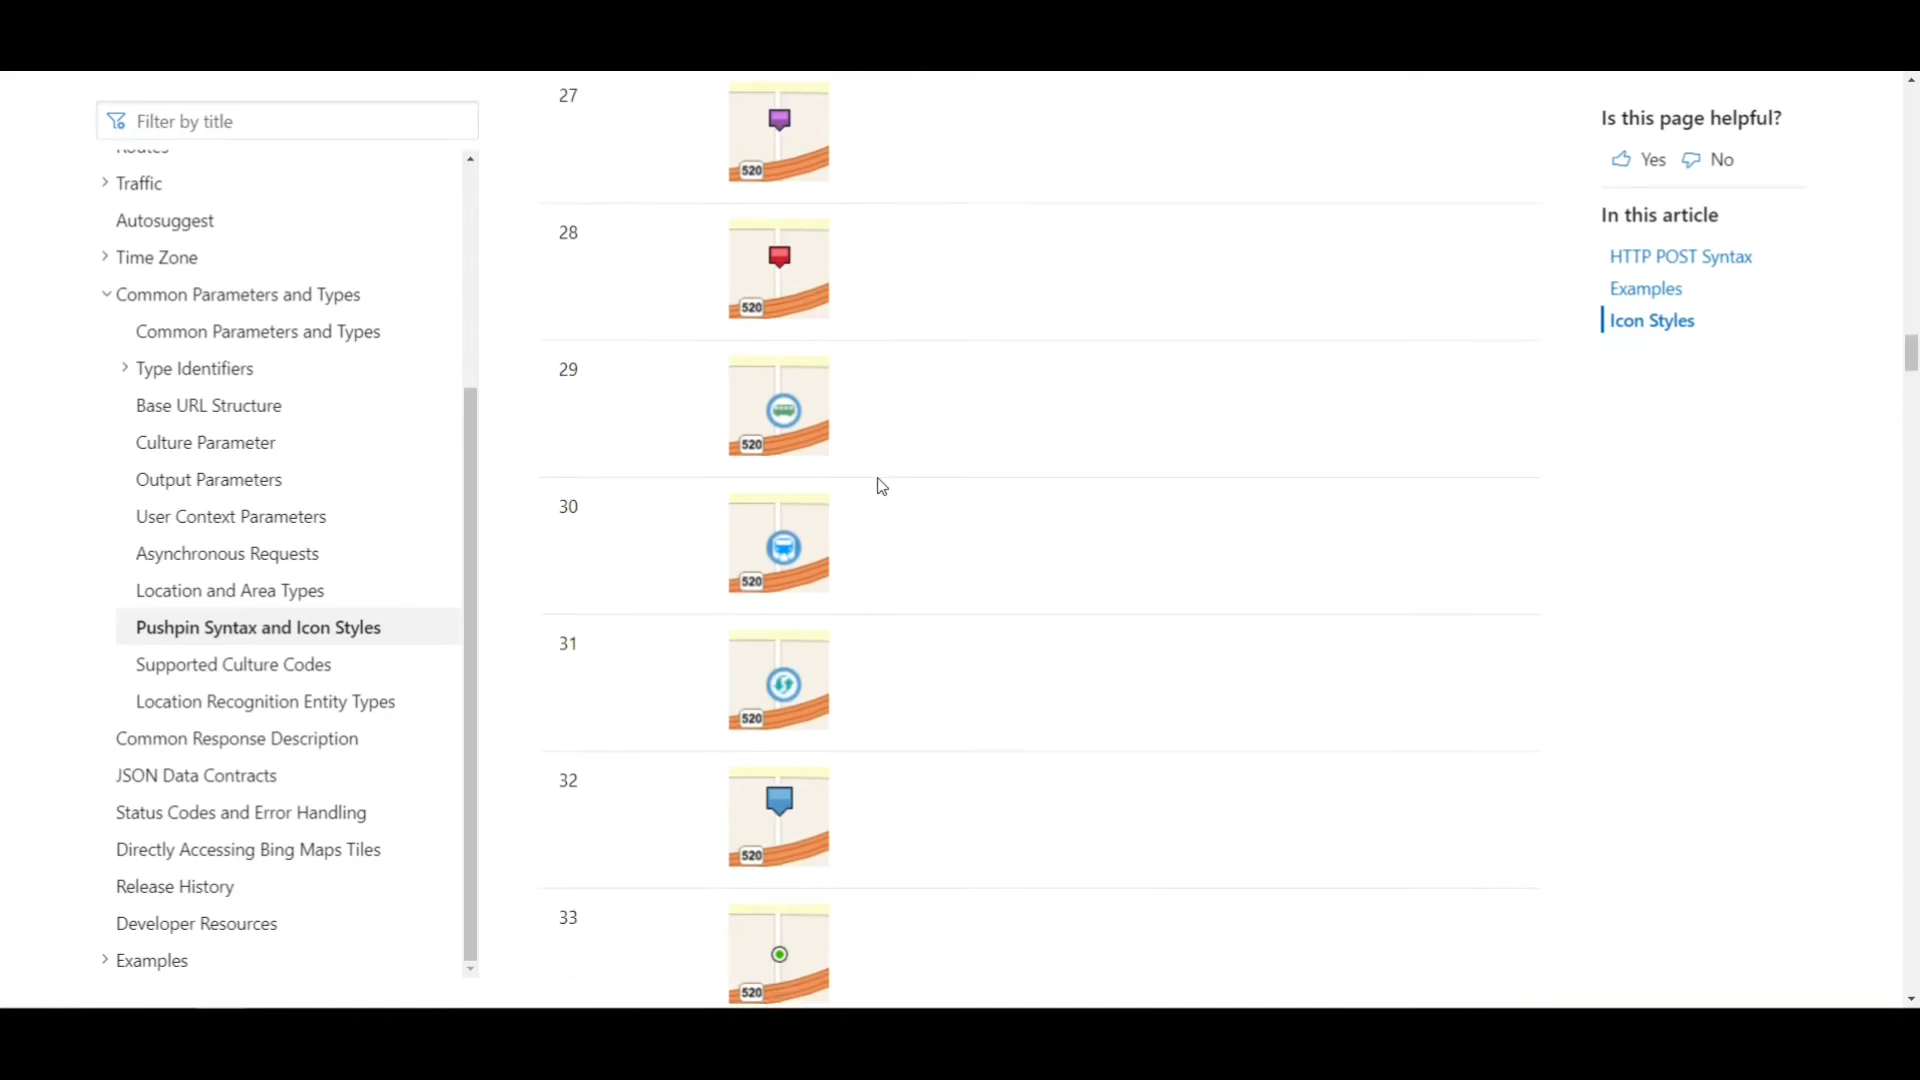 Filter by title
Routes
Traffic
Autosuggest
Time Zone
Common Parameters and Types
Common Parameters and Types
Type Identifiers
Base URL Structure
Culture Parameter
Output Parameters
User Context Parameters
Asynchronous Requests
Location and Area Types
Pushpin Syntax and Icon Styles
Supported Culture Codes
Location Recognition Entity Types
Common Response Description
JSON Data Contracts
Status Codes and Error Handling
Directly Accessing Bing Maps Tiles
Release History
Developer Resources
Examples
27
520
28
520
29
520
30
520
31
520
32
520
33
520
Is this page helpful?
Yes No
In this article
HTTP POST Syntax
Examples
Icon Styles